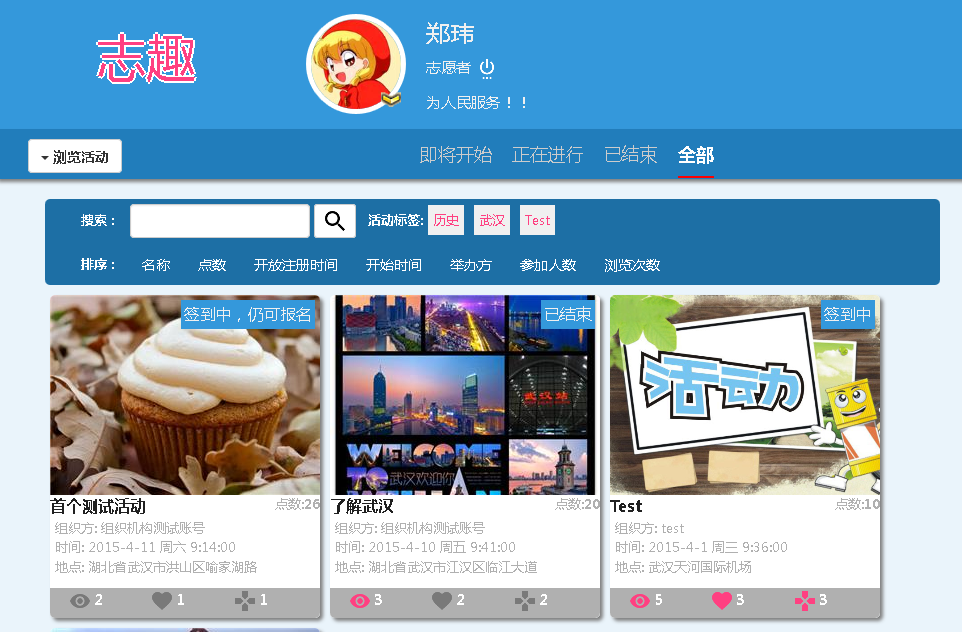 志趣
郑玮
志愿者
为人民服务！！
浏览活动
即将开始 正在进行 已结束 全部
搜索： 活动标签: 历史 武汉 Test
排序： 名称 点数 开放注册时间 开始时间 举办方 参加人数 浏览次数
签到中，仍可报名
首个测试活动 点数:26
组织方: 组织机构测试账号
时间: 2015-4-11 周六 9:14:00
地点: 湖北省武汉市洪山区喻家湖路
2 1 1
已结束
武汉站
WELCOME
TO 武汉欢迎你
了解武汉 点数:20
组织方: 组织机构测试账号
时间: 2015-4-10 周五 9:41:00
地点: 湖北省武汉市江汉区临江大道
3 2 2
签到中
活动力
Test 点数:10
组织方: test
时间: 2015-4-1 周三 9:36:00
地点: 武汉天河国际机场
5 3 3